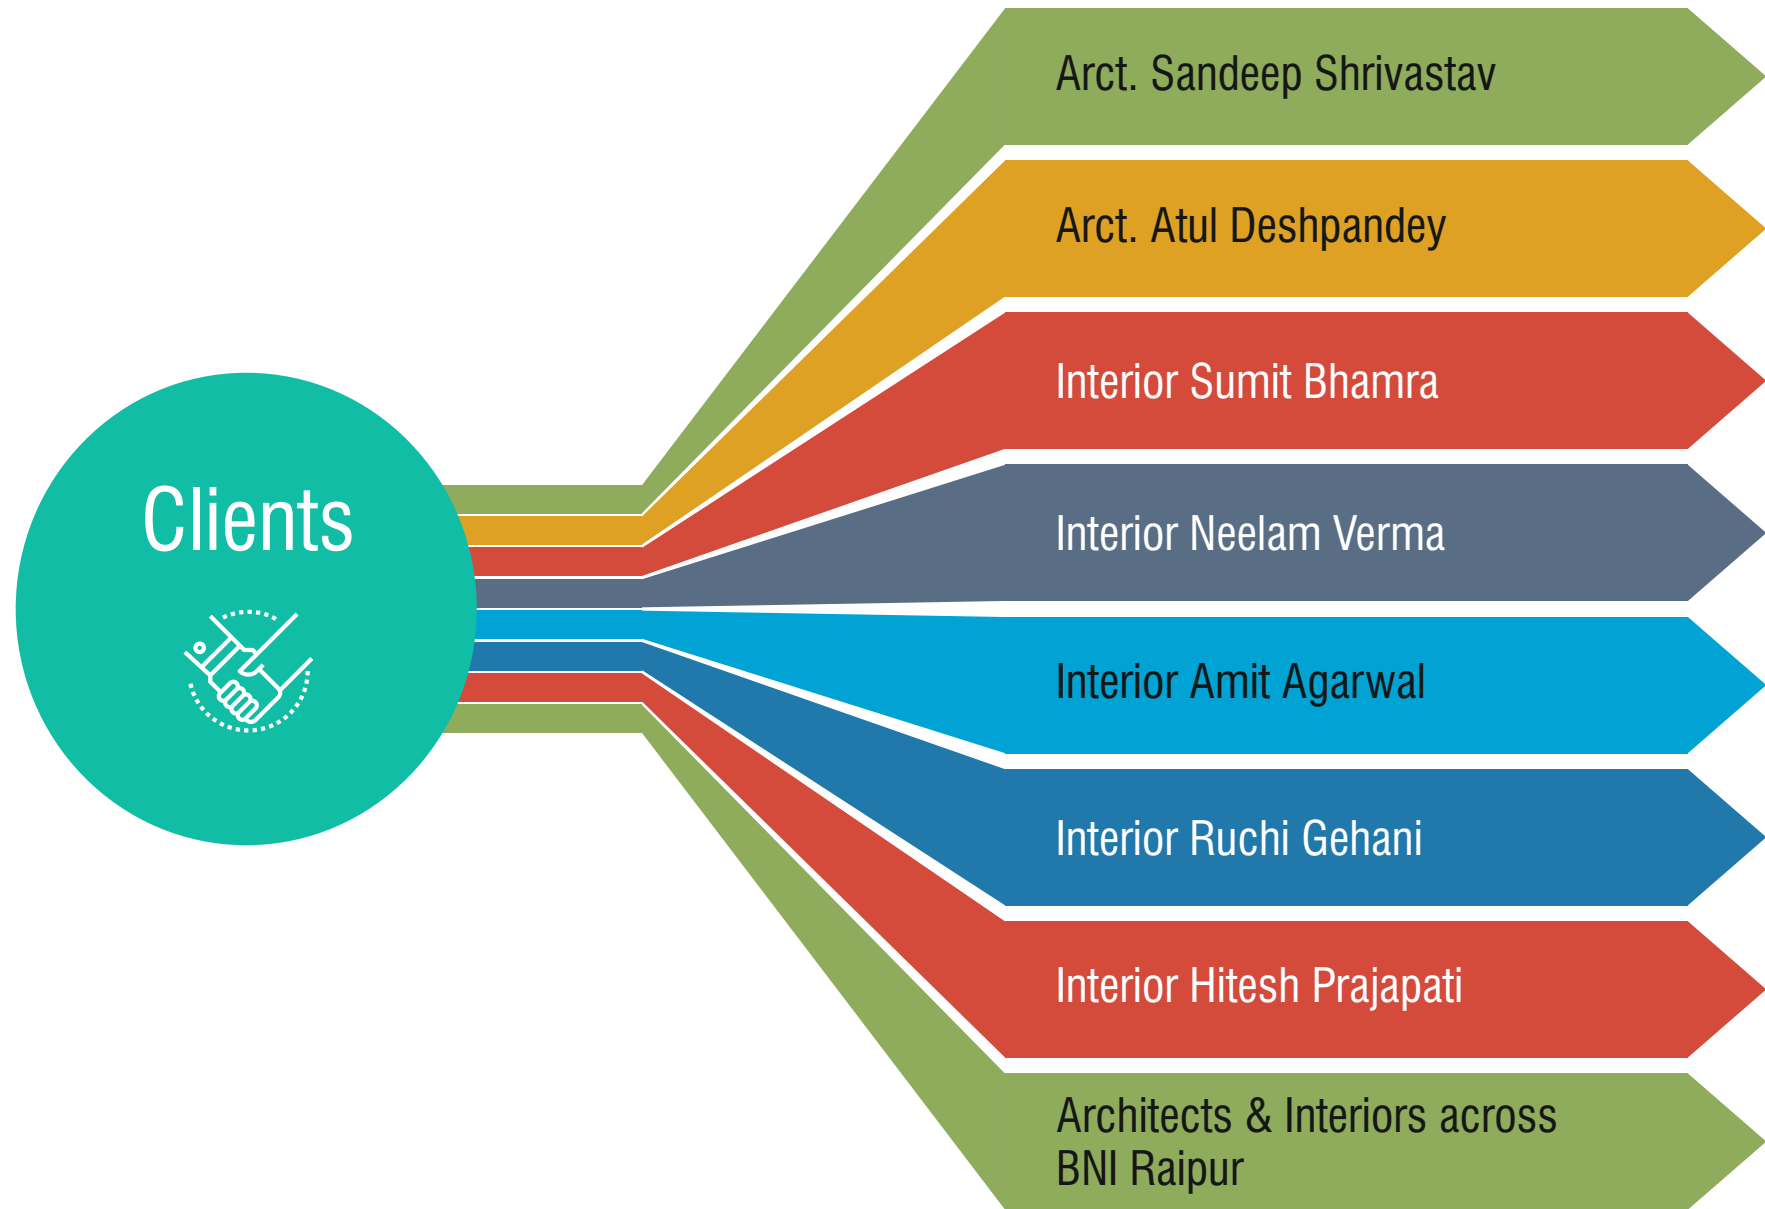 Clients
Arct. Sandeep Shrivastav
Arct. Atul Deshpandey
Interior Sumit Bhamra
Interior Neelam Verma
Interior Amit Agarwal
Interior Ruchi Gehani
Interior Hitesh Prajapati
Architects & Interiors across
BNI Raipur